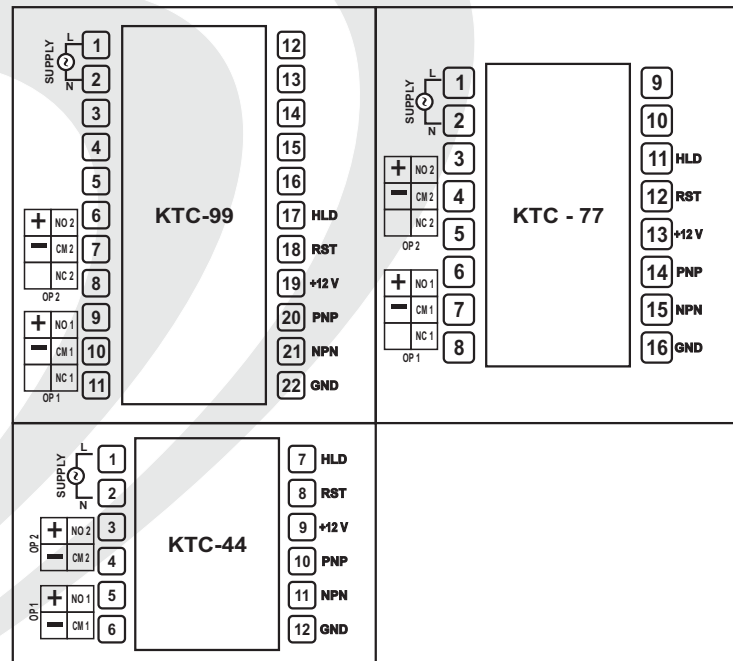 L
SUPPLY
N
1
2
3
4
5
6
7
8
9
10
11
+ NO 2
− CM 2
NC 2
OP 2
+ NO 1
− CM 1
NC 1
OP 1
KTC-99
12
13
14
15
16
17 HLD
18 RST
19 +12 V
20 PNP
21 NPN
22 GND
L
SUPPLY
N
1
2
3
4
5
6
7
8
+ NO 2
− CM 2
NC 2
OP 2
+ NO 1
− CM 1
NC 1
OP 1
KTC - 77
9
10
11 HLD
12 RST
13 +12 V
14 PNP
15 NPN
16 GND
L
SUPPLY
N
1
2
3
4
5
6
OP 2
+ NO 2
− CM 2
OP1
+ NO 1
− CM 1
KTC-44
7 HLD
8 RST
9 +12 V
10 PNP
11 NPN
12 GND